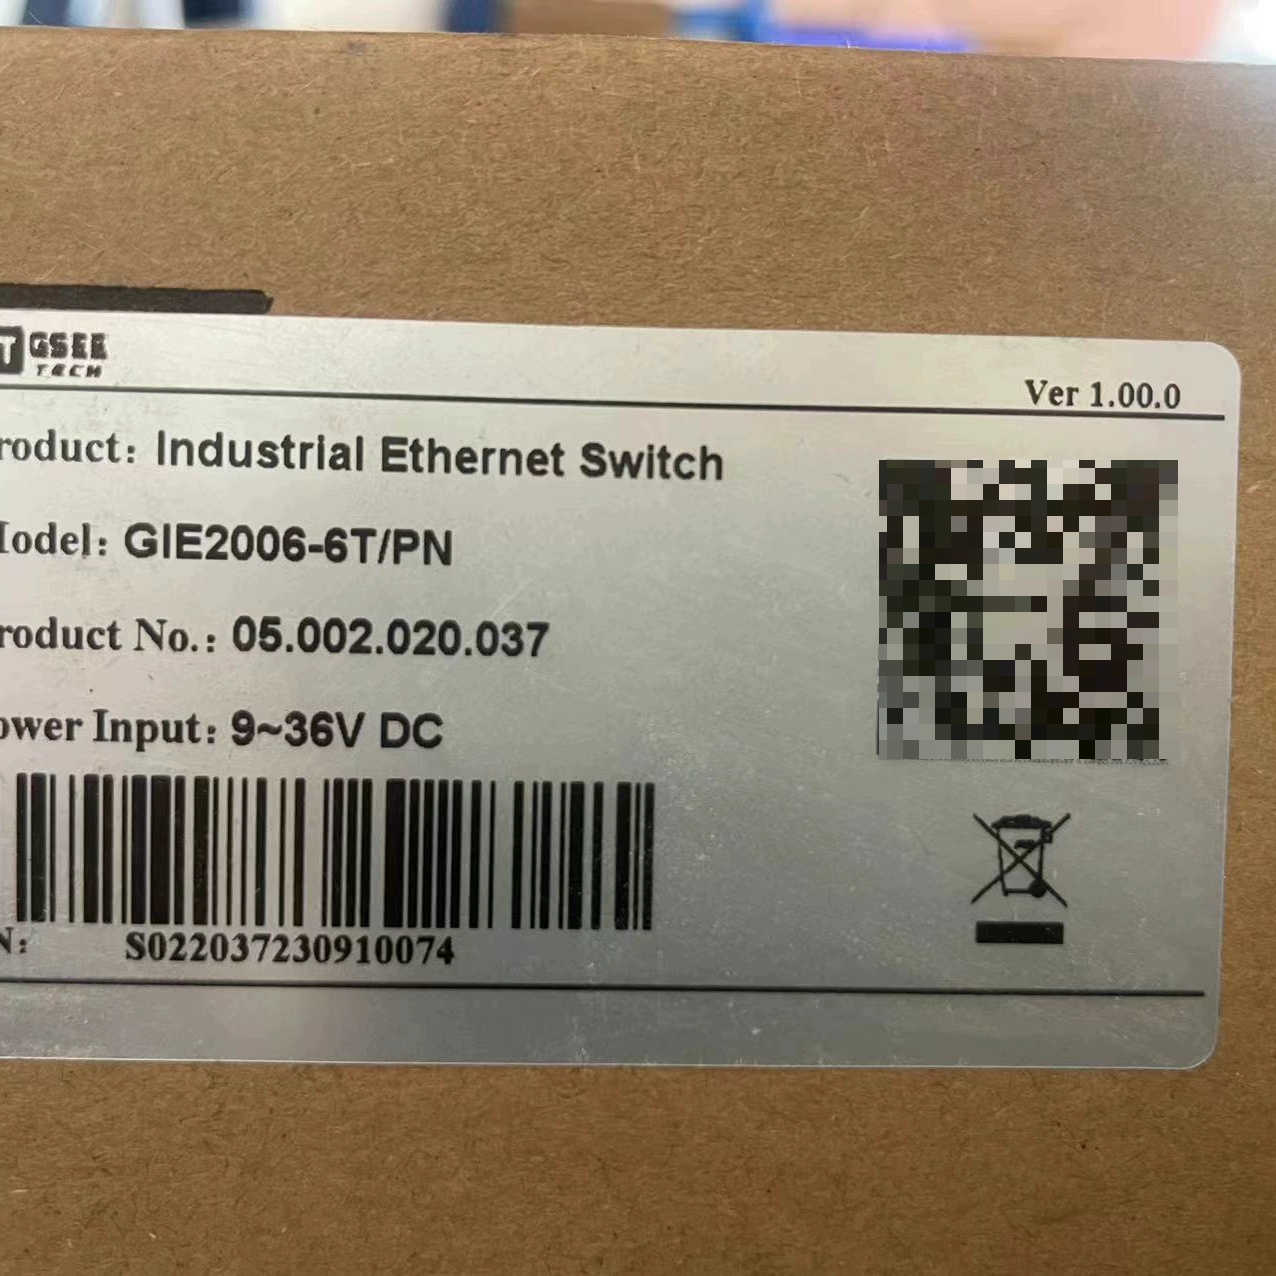 T GSEE
TECH
Ver 1.00.0
roduct: Industrial Ethernet Switch
odel: GIE2006-6T/PN
roduct No.: 05.002.020.037
ower Input: 9~36V DC
N: S022037230910074